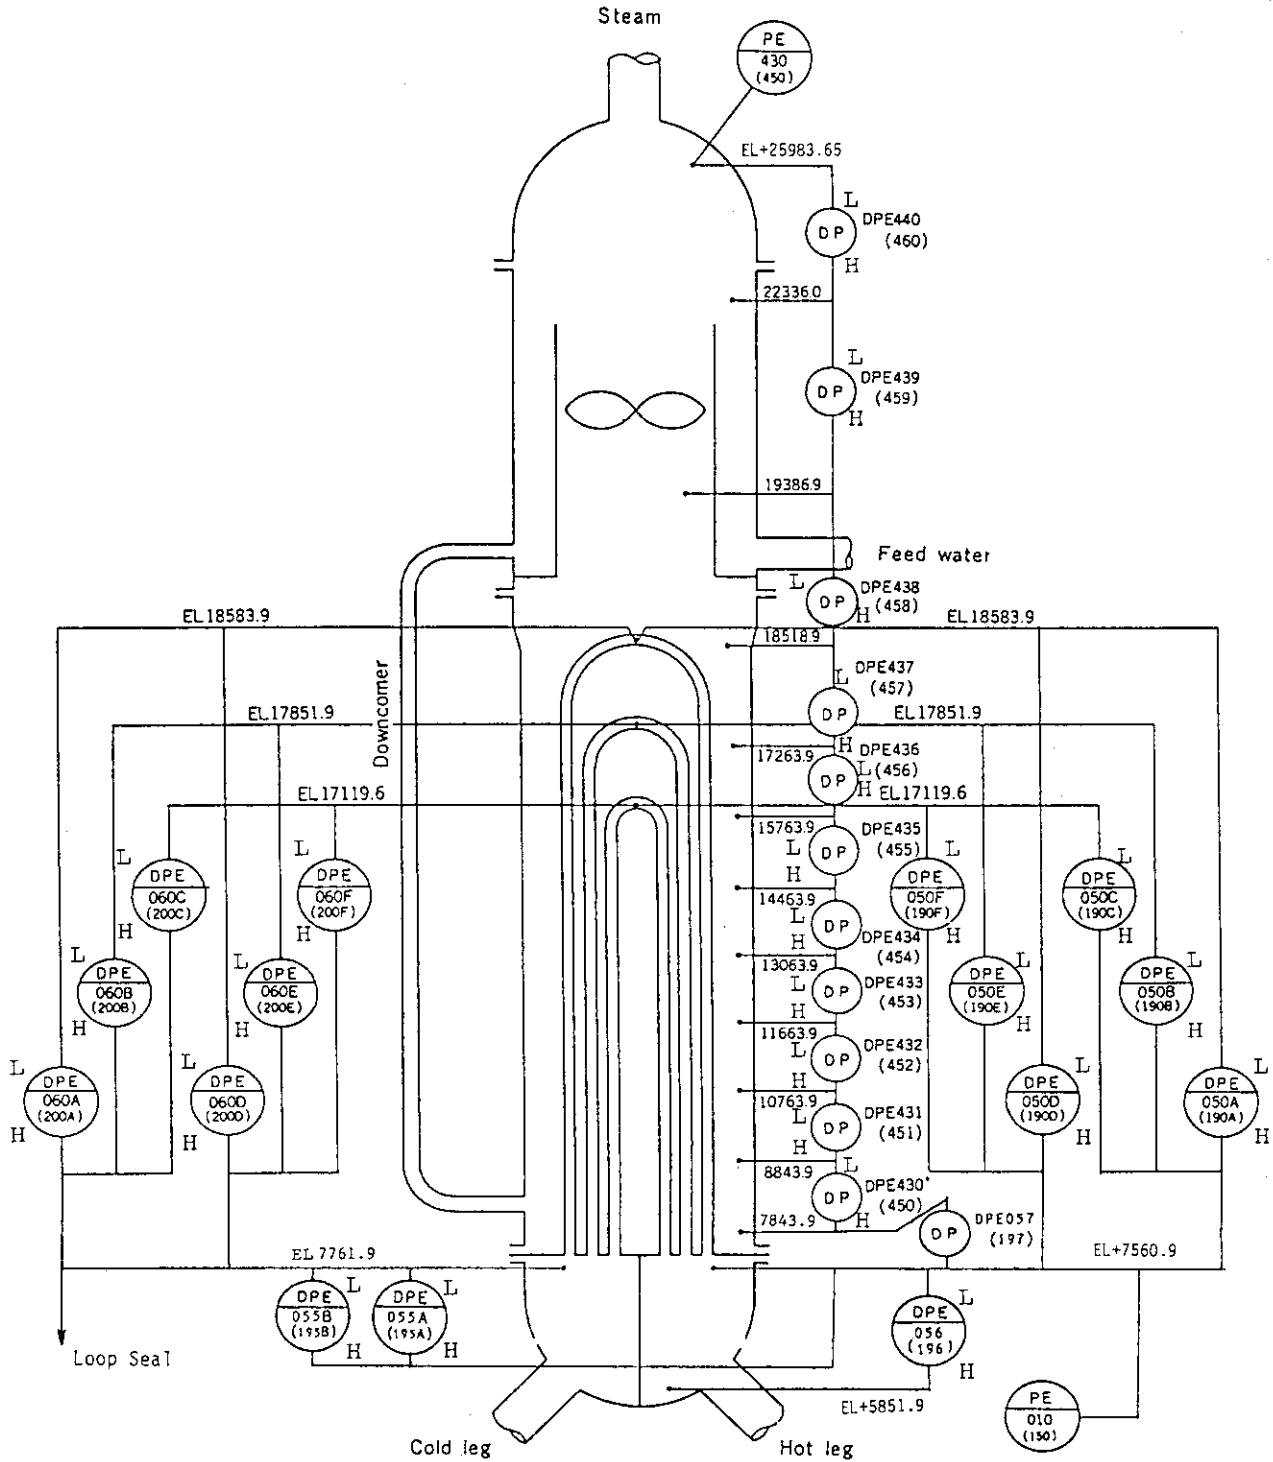 Steam
PE
430
(450)
EL+25983.65
L
DPE440
DP
(460)
H
22336.0
L
DPE439
DP
(459)
H
19386.9
Feed water
L
DPE438
DP
(458)
H
EL18583.9
EL18583.9
18518.9
Downcomer
DPE437
L
(457)
EL17851.9
DP
EL17851.9
H
17263.9
DPE436
L
(456)
DP
H
EL17119.6
EL17119.6
15763.9
DPE435
L
DP
(455)
H
14463.9
L
DP
H
DPE434
(454)
13063.9
L
DP
DPE433
(453)
H
11663.9
L
DP
DPE432
(452)
H
10763.9
L
DP
DPE431
(451)
H
8843.9
L
DP
DPE430*
(450)
H
7843.9
L
DPE
060C
(200C)
H
L
DPE
060F
(200F)
H
L
DPE
050F
(190F)
H
L
DPE
050C
(190C)
H
L
DPE
060B
(200B)
H
L
DPE
060E
(200E)
H
L
DPE
050E
(190E)
H
L
DPE
050B
(190B)
H
L
DPE
060A
(200A)
H
L
DPE
060D
(200D)
H
L
DPE
050D
(190D)
H
L
DPE
050A
(190A)
H
DPE057
DP
(197)
EL 7761.9
EL+7560.9
DPE
055B
(195B)
L
H
DPE
055A
(195A)
L
H
DPE
056
(196)
L
H
Loop Seal
EL+5851.9
PE
010
(150)
Cold leg
Hot leg